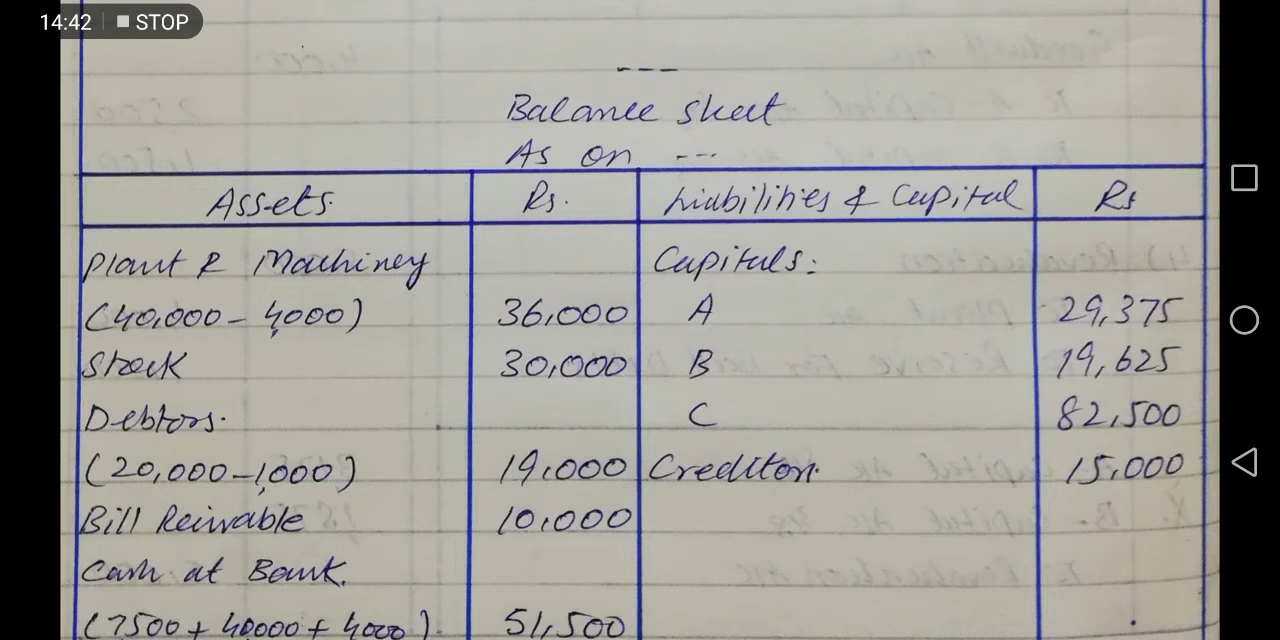 14:42 STOP
Balance Sheet
As on ---
Assets. Rs. Liabilities & Capital Rs
Plant & Machiney Capitals:
(40,000 - 4000) 36,000 A 29,375
Stock 30,000 B 19,625
Debtors. C 82,500
(20,000-1,000) 19,000 Creditors. 15,000
Bill Reivable 10,000
Cash at Bank.
(7500 + 40000 + 4000) 51,500